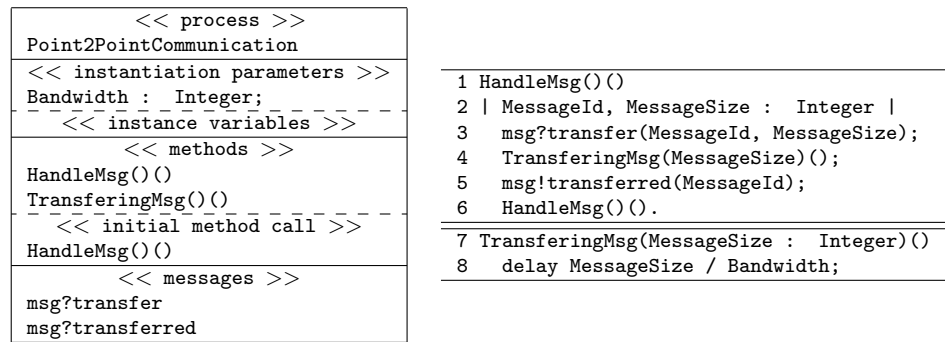 << process >>
Point2PointCommunication
<< instantiation parameters >>
Bandwidth : Integer;
<< instance variables >>
<< methods >>
HandleMsg()()
TransferingMsg()()
<< initial method call >>
HandleMsg()()
<< messages >>
msg?transfer
msg?transferred
1 HandleMsg()()
2 | MessageId, MessageSize : Integer |
3 msg?transfer(MessageId, MessageSize);
4 TransferingMsg(MessageSize)();
5 msg!transferred(MessageId);
6 HandleMsg()().
7 TransferingMsg(MessageSize : Integer)()
8 delay MessageSize / Bandwidth;